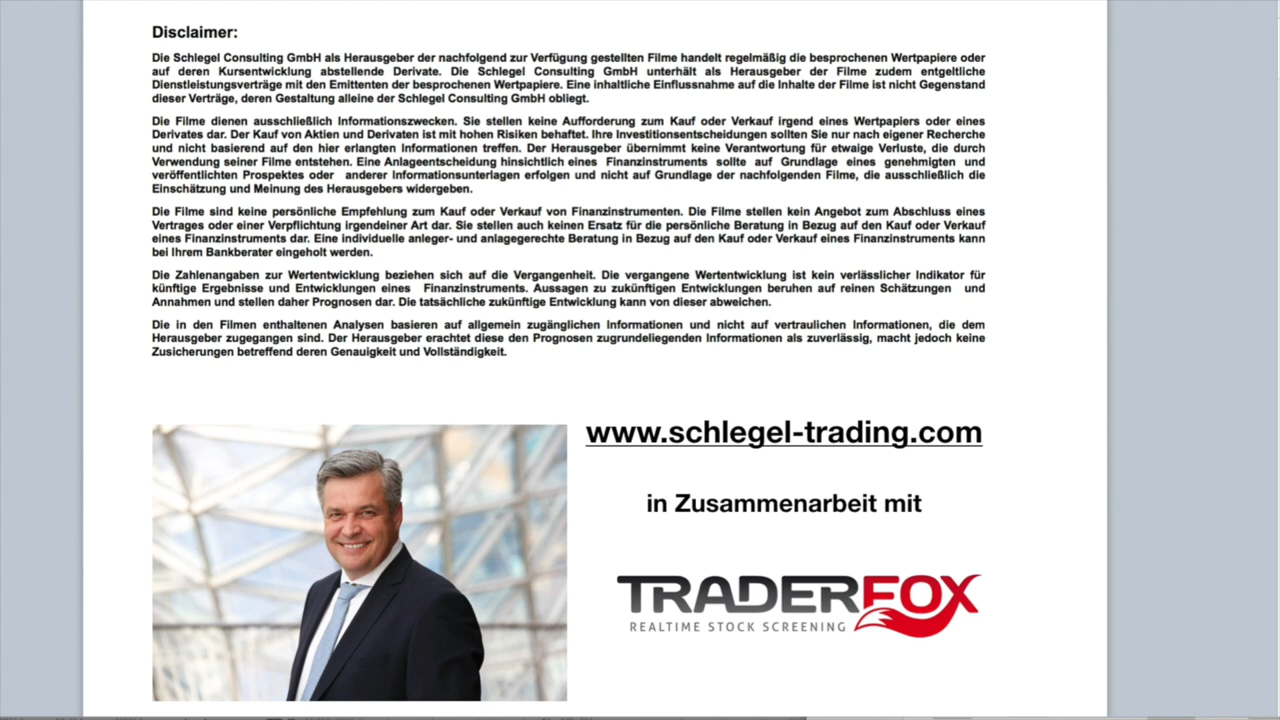 Disclaimer:
Die Schlegel Consulting GmbH als Herausgeber der nachfolgend zur Verfügung gestellten Filme handelt regelmäßig die besprochenen Wertpapiere oder
auf deren Kursentwicklung abstellende Derivate. Die Schlegel Consulting GmbH unterhält als Herausgeber der Filme zudem entgeltliche
Dienstleistungsverträge mit den Emittenten der besprochenen Wertpapiere. Eine inhaltliche Einflussnahme auf die Inhalte der Filme ist nicht Gegenstand
dieser Verträge, deren Gestaltung alleine der Schlegel Consulting GmbH obliegt.
Die Filme dienen ausschließlich Informationszwecken. Sie stellen keine Aufforderung zum Kauf oder Verkauf irgend eines Wertpapiers oder eines
Derivates dar. Der Kauf von Aktien und Derivaten ist mit hohen Risiken behaftet. Ihre Investitionsentscheidungen sollten Sie nur nach eigener Recherche
und nicht basierend auf den hier erlangten Informationen treffen. Der Herausgeber übernimmt keine Verantwortung für etwaige Verluste, die durch
Verwendung seiner Filme entstehen. Eine Anlageentscheidung hinsichtlich eines Finanzinstruments sollte auf Grundlage eines genehmigten und
veröffentlichten Prospektes oder anderer Informationsunterlagen erfolgen und nicht auf Grundlage der nachfolgenden Filme, die ausschließlich die
Einschätzung und Meinung des Herausgebers widergeben.
Die Filme sind keine persönliche Empfehlung zum Kauf oder Verkauf von Finanzinstrumenten. Die Filme stellen kein Angebot zum Abschluss eines
Vertrages oder einer Verpflichtung irgendeiner Art dar. Sie stellen auch keinen Ersatz für die persönliche Beratung in Bezug auf den Kauf oder Verkauf
eines Finanzinstruments dar. Eine individuelle anleger- und anlagegerechte Beratung in Bezug auf den Kauf oder Verkauf eines Finanzinstruments kann
bei Ihrem Bankberater eingeholt werden.
Die Zahlenangaben zur Wertentwicklung beziehen sich auf die Vergangenheit. Die vergangene Wertentwicklung ist kein verlässlicher Indikator für
künftige Ergebnisse und Entwicklungen eines Finanzinstruments. Aussagen zu zukünftigen Entwicklungen beruhen auf reinen Schätzungen und
Annahmen und stellen daher Prognosen dar. Die tatsächliche zukünftige Entwicklung kann von dieser abweichen.
Die in den Filmen enthaltenen Analysen basieren auf allgemein zugänglichen Informationen und nicht auf vertraulichen Informationen, die dem
Herausgeber zugegangen sind. Der Herausgeber erachtet diese den Prognosen zugrundeliegenden Informationen als zuverlässig, macht jedoch keine
Zusicherungen betreffend deren Genauigkeit und Vollständigkeit.
www.schlegel-trading.com
in Zusammenarbeit mit
TRADERFOX
REALTIME STOCK SCREENING